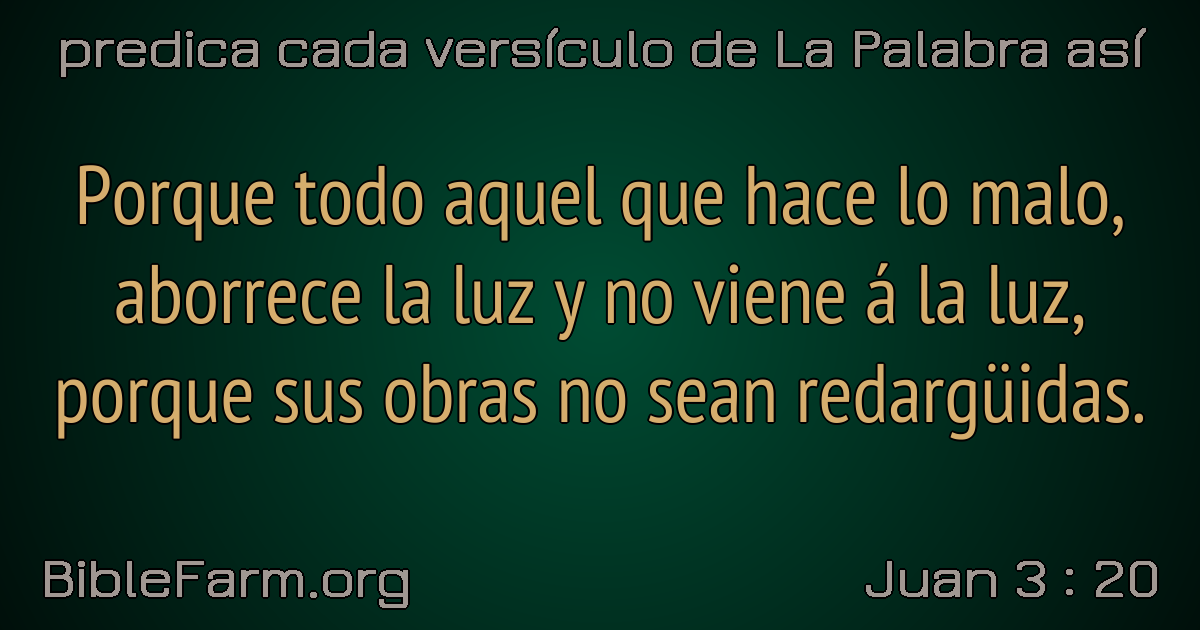 predica cada versículo de La Palabra así
Porque todo aquel que hace lo malo,
aborrece la luz y no viene á la luz,
porque sus obras no sean redargüidas.
BibleFarm.org
Juan 3 : 20